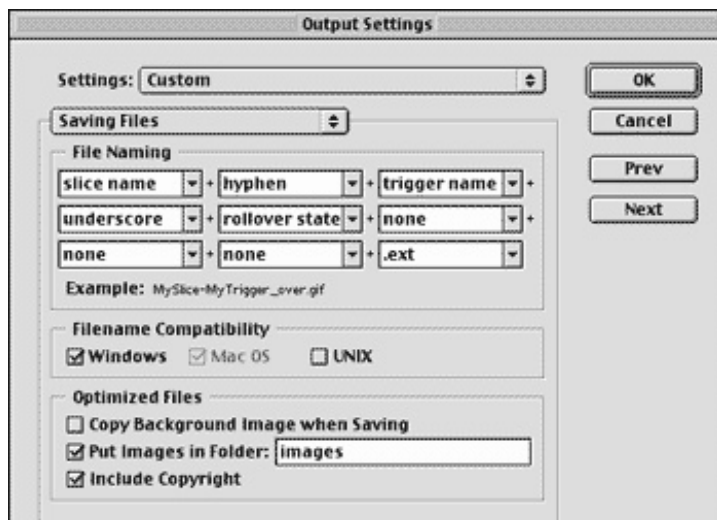 Output Settings
Settings: Custom
OK
Saving Files
Cancel
File Naming
Prev
slice name + hyphen + trigger name +
Next
underscore + rollover state + none +
none + none + .ext
Example: MySlice-MyTrigger_over.gif
Filename Compatibility
Windows Mac OS UNIX
Optimized Files
Copy Background Image when Saving
Put Images in Folder: images
Include Copyright